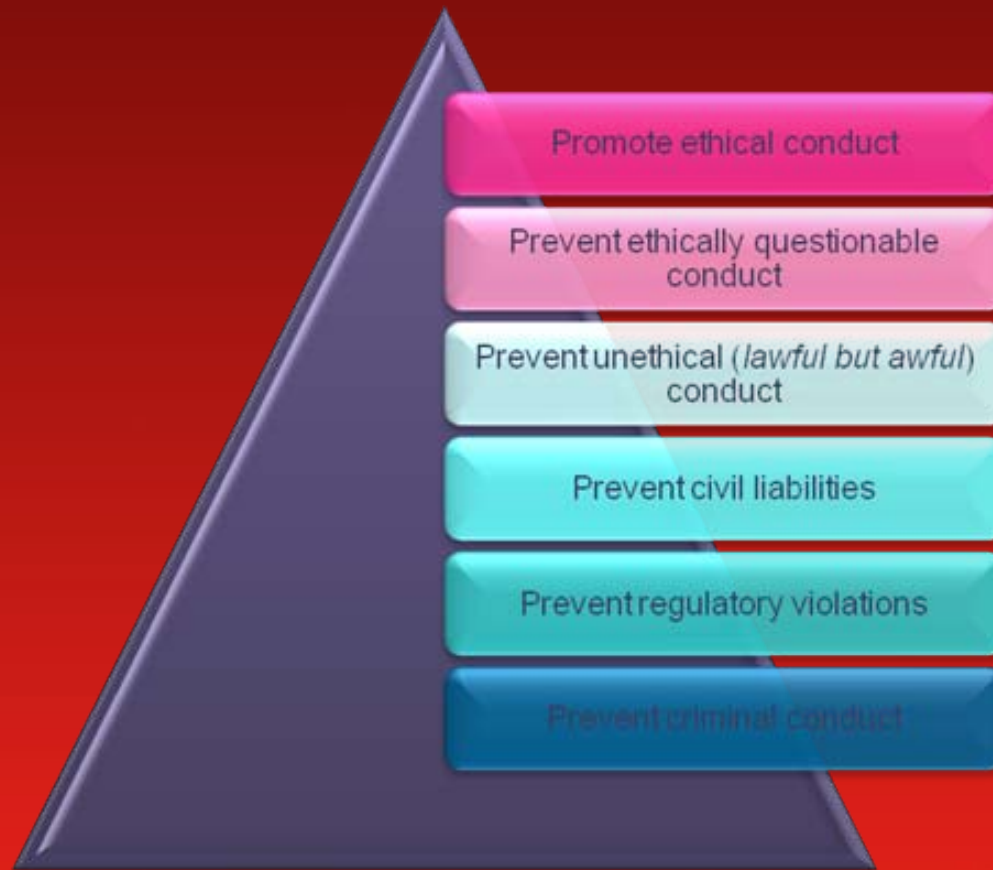 Promote ethical conduct
Prevent ethically questionable
conduct
Prevent unethical (lawful but awful)
conduct
Prevent civil liabilities
Prevent regulatory violations
Prevent criminal conduct